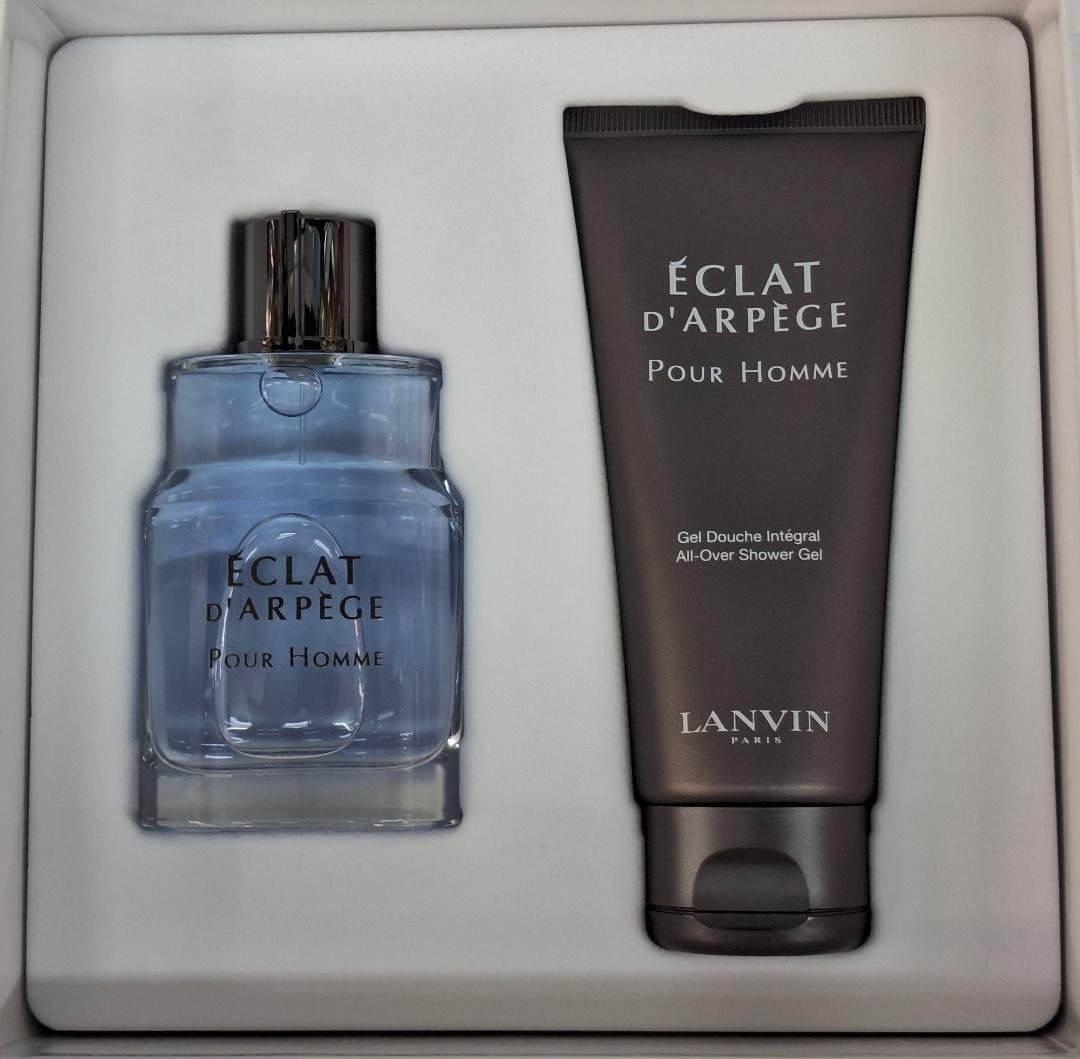 ÉCLAT
D'ARPÈGE
POUR HOMME
ÉCLAT
D'ARPÈGE
POUR HOMME
Gel Douche Intégral
All-Over Shower Gel
LANVIN
PARIS